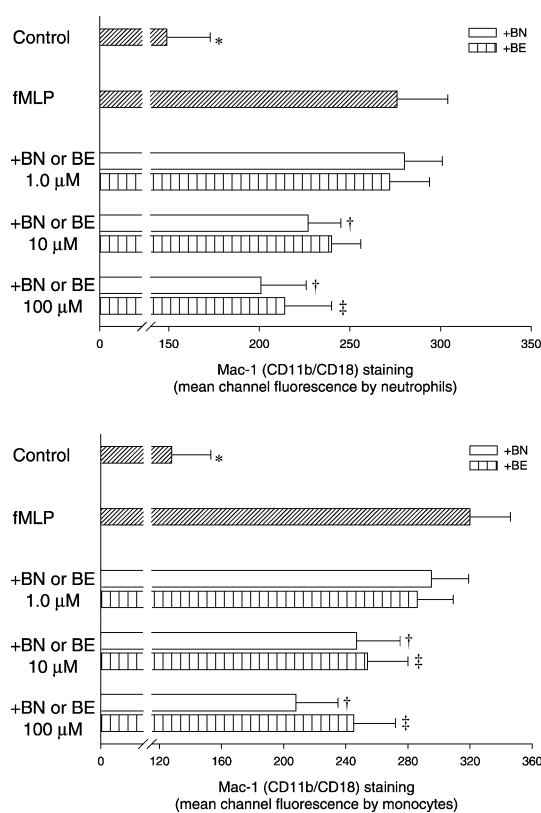 Control
*
+BN
+BE
fMLP
+BN or BE
1.0 µM
+BN or BE
†
10 µM
+BN or BE
†
100 µM
‡
0 150 200 250 300 350
Mac-1 (CD11b/CD18) staining
(mean channel fluorescence by neutrophils)
Control
*
+BN
+BE
fMLP
+BN or BE
1.0 µM
+BN or BE
†
10 µM
‡
+BN or BE
†
100 µM
‡
0 120 160 200 240 280 320 360
Mac-1 (CD11b/CD18) staining
(mean channel fluorescence by monocytes)